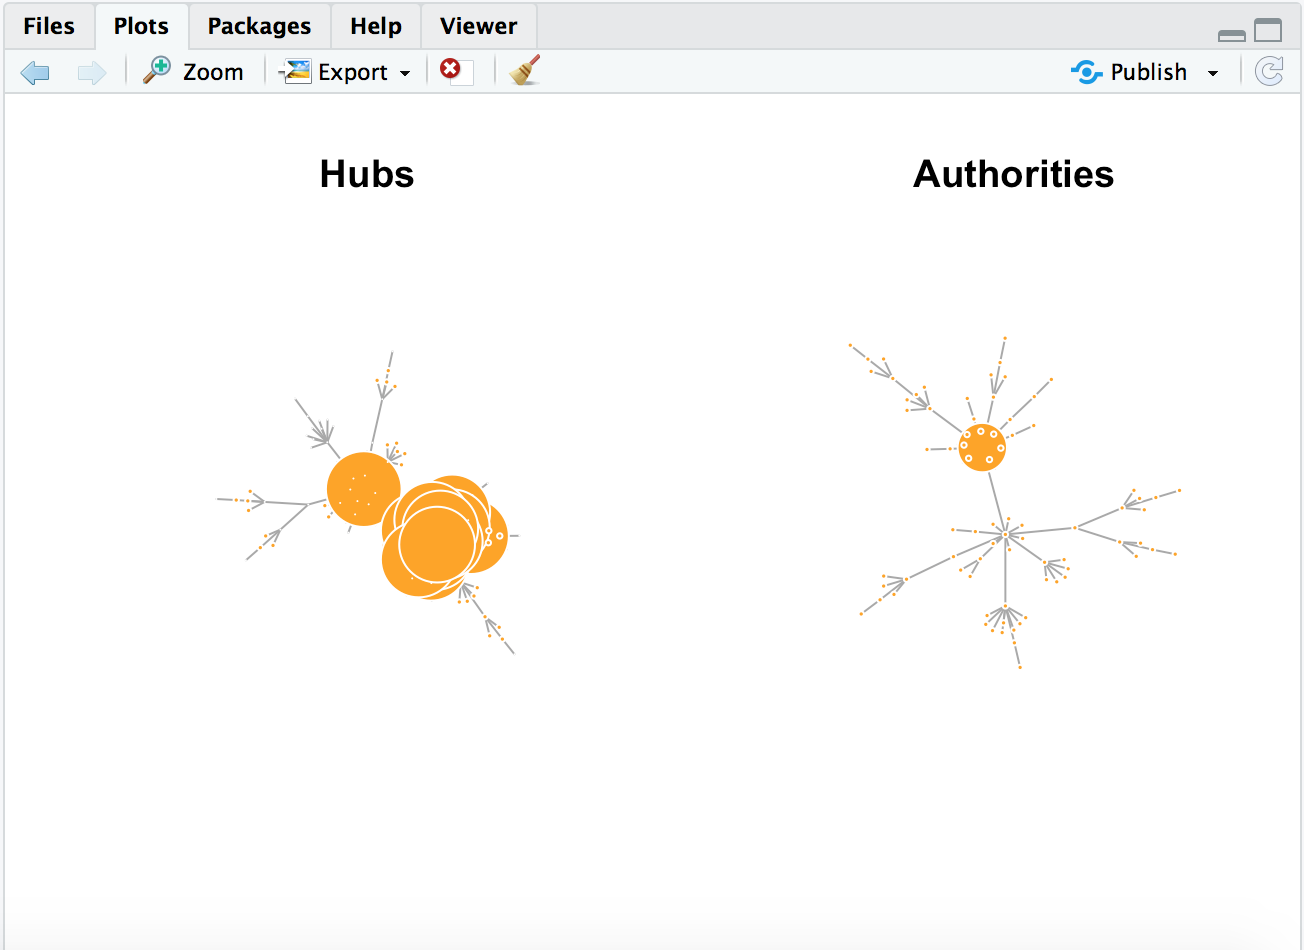 Files Plots Packages Help Viewer
Zoom Export Publish
Hubs Authorities